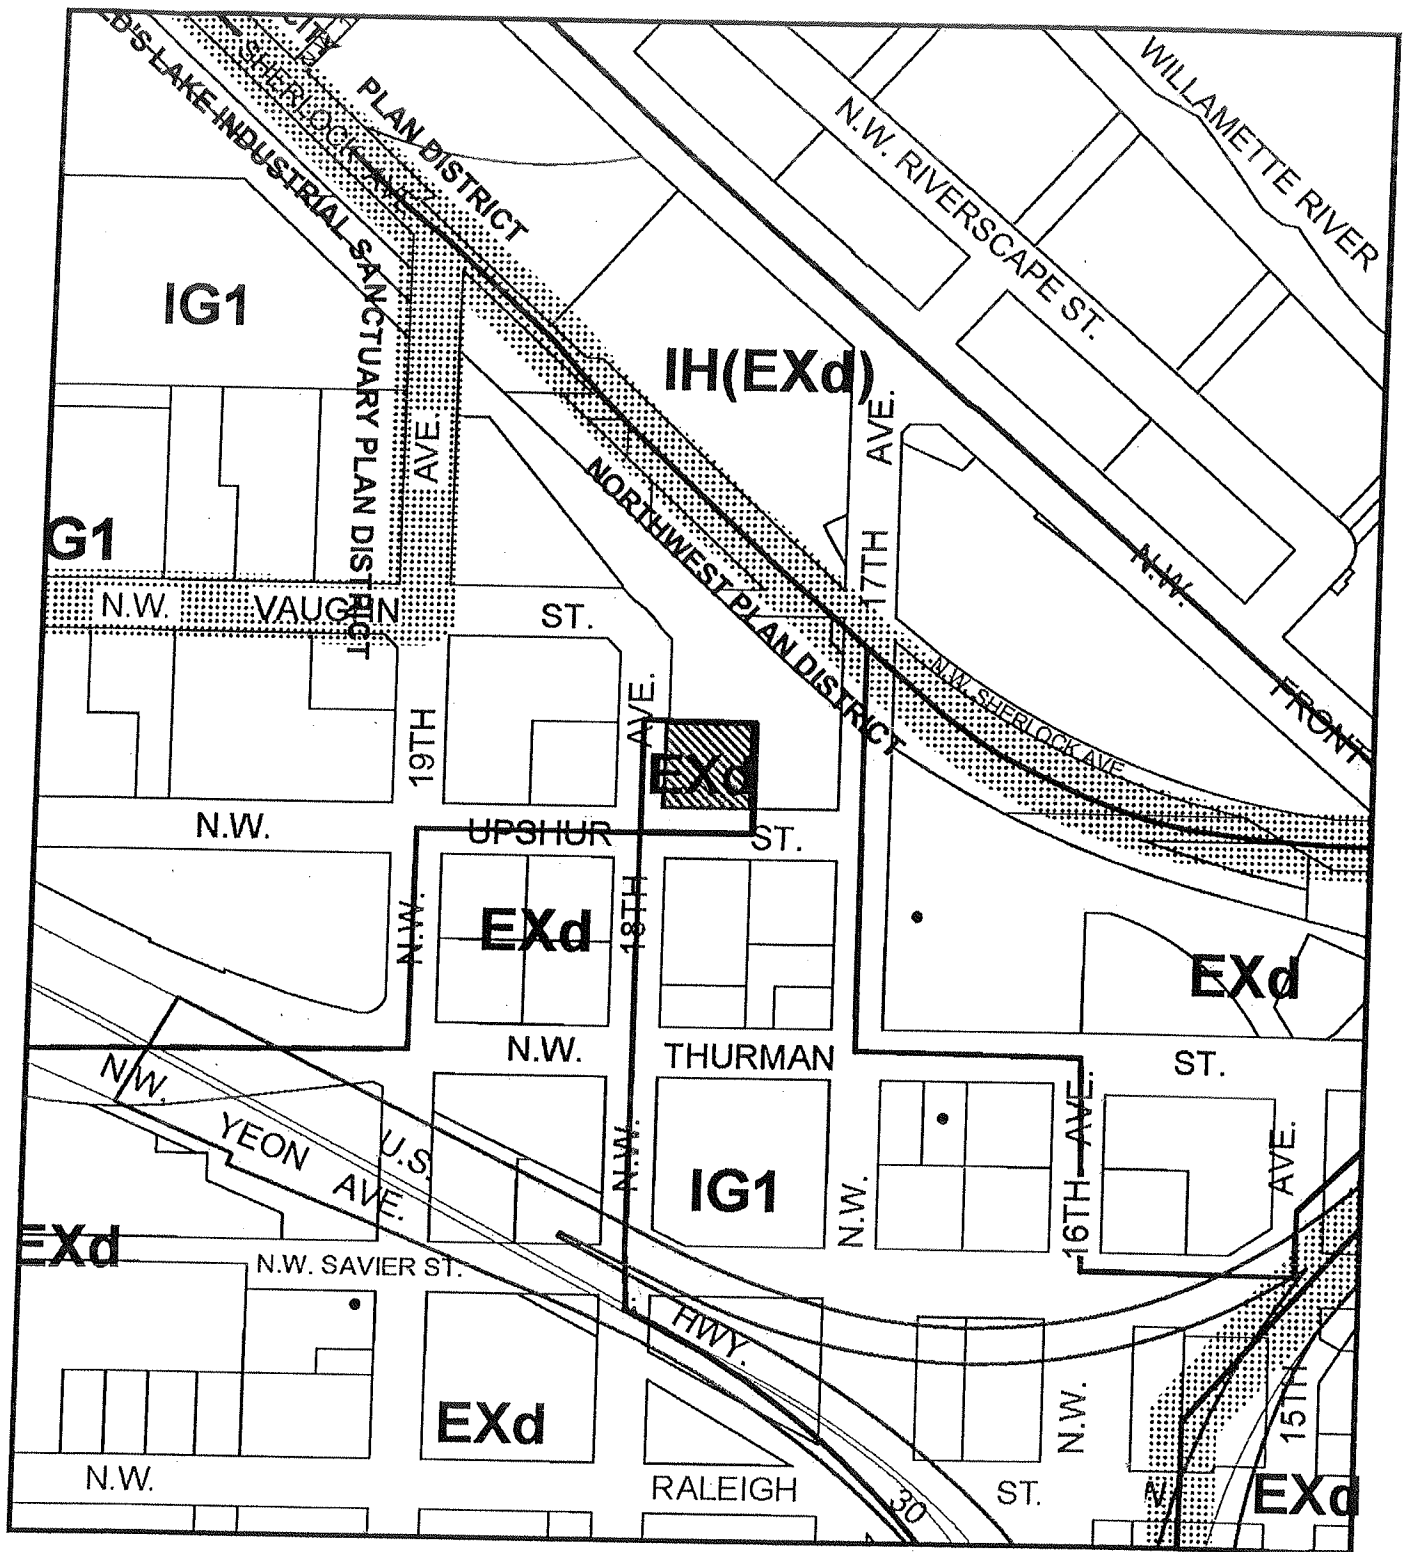 CITY
PLAN DISTRICT
SHERLOCK AVE.
LAKE INDUSTRIAL SANCTUARY PLAN DISTRICT
WILLAMETTE RIVER
N.W. RIVERSCAPE ST.
IG1
IH(EXd)
AVE.
AVE.
17TH
NORTHWEST PLAN DISTRICT
G1
N.W. VAUGHN ST.
N.W. FRONT
N.W. SHERLOCK AVE.
AVE.
19TH
EXd
N.W. UPSHUR ST.
N.W.
EXd
18TH
EXd
N.W. THURMAN ST.
N.W. YEON AVE.
U.S. HWY. 30
N.W.
IG1
N.W.
16TH AVE.
AVE.
EXd
N.W. SAVIER ST.
EXd
N.W.
15TH
N.W. RALEIGH ST.
N.
EXd